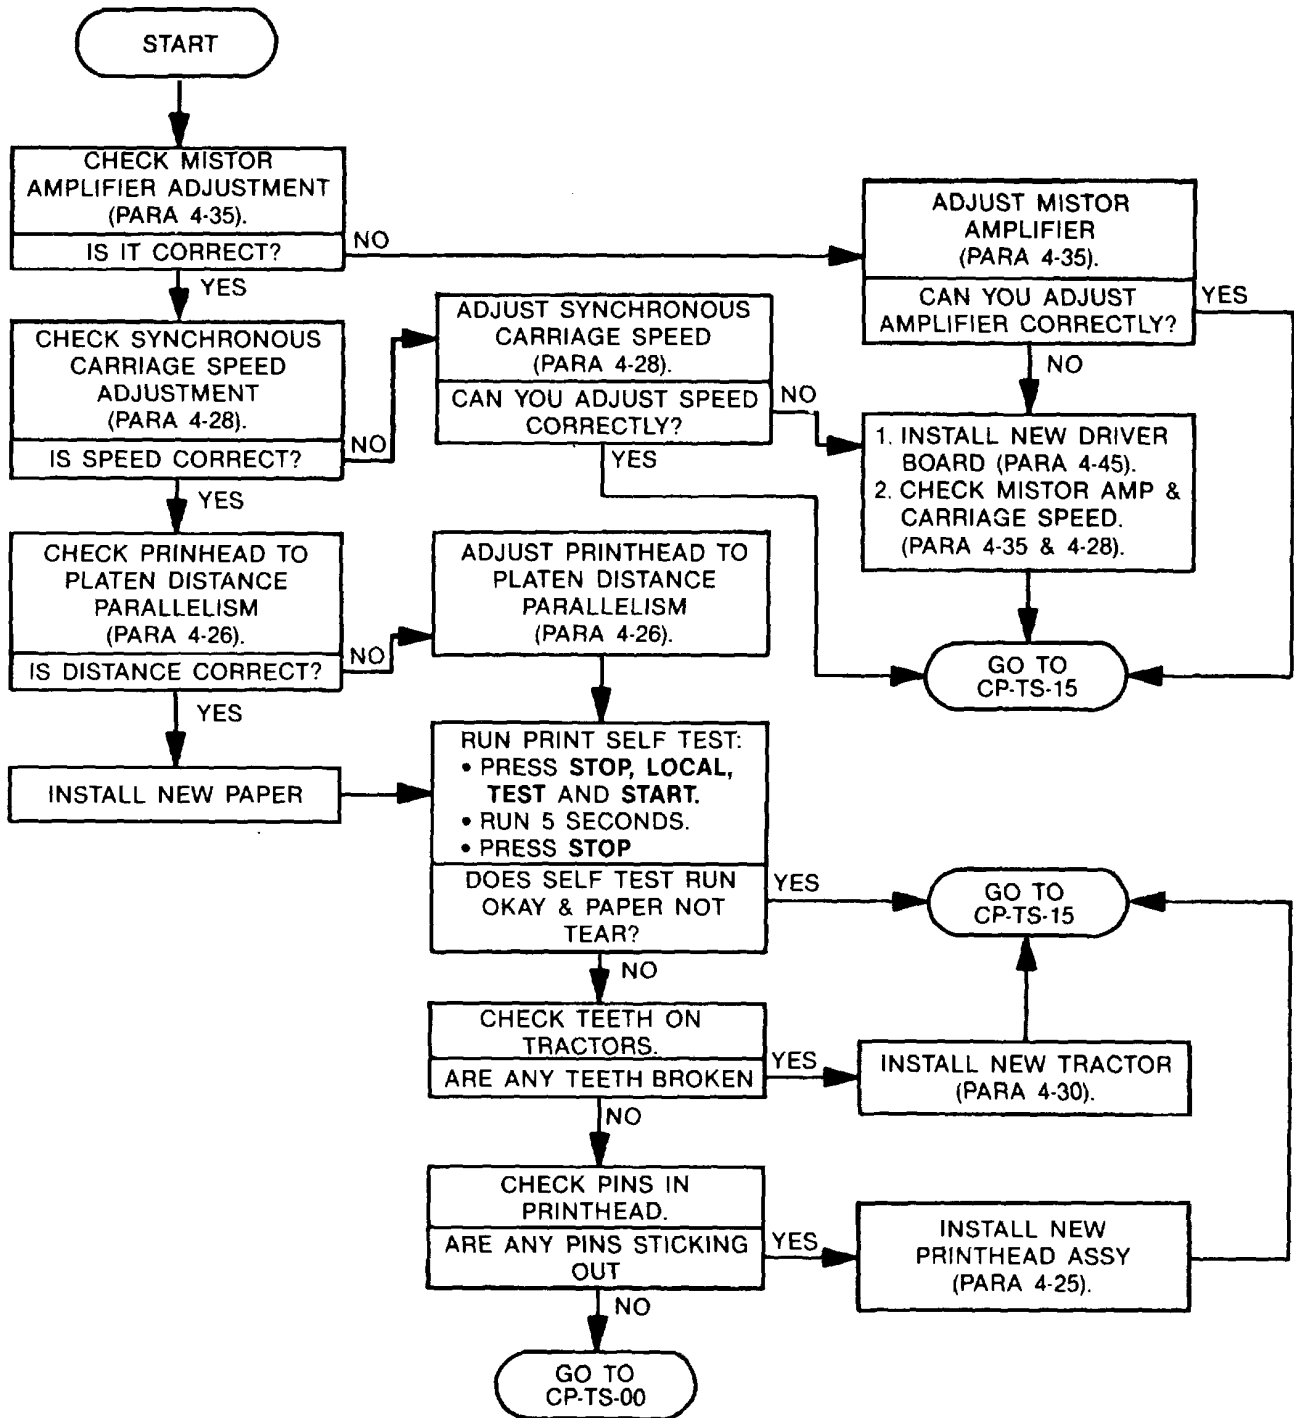 START
CHECK MISTOR
AMPLIFIER ADJUSTMENT
(PARA 4-35).
IS IT CORRECT?
NO
YES
ADJUST MISTOR
AMPLIFIER
(PARA 4-35).
CAN YOU ADJUST
AMPLIFIER CORRECTLY?
YES
NO
CHECK SYNCHRONOUS
CARRIAGE SPEED
ADJUSTMENT
(PARA 4-28).
IS SPEED CORRECT?
NO
YES
ADJUST SYNCHRONOUS
CARRIAGE SPEED
(PARA 4-28).
CAN YOU ADJUST SPEED
CORRECTLY?
NO
YES
1. INSTALL NEW DRIVER
BOARD (PARA 4-45).
2. CHECK MISTOR AMP &
CARRIAGE SPEED.
(PARA 4-35 & 4-28).
GO TO
CP-TS-15
CHECK PRINHEAD TO
PLATEN DISTANCE
PARALLELISM
(PARA 4-26).
IS DISTANCE CORRECT?
NO
YES
ADJUST PRINTHEAD TO
PLATEN DISTANCE
PARALLELISM
(PARA 4-26).
INSTALL NEW PAPER
RUN PRINT SELF TEST:
• PRESS STOP, LOCAL,
TEST AND START.
• RUN 5 SECONDS.
• PRESS STOP
DOES SELF TEST RUN
OKAY & PAPER NOT
TEAR?
YES
NO
GO TO
CP-TS-15
CHECK TEETH ON
TRACTORS.
ARE ANY TEETH BROKEN
YES
NO
INSTALL NEW TRACTOR
(PARA 4-30).
CHECK PINS IN
PRINTHEAD.
ARE ANY PINS STICKING
OUT
YES
NO
INSTALL NEW
PRINTHEAD ASSY
(PARA 4-25).
GO TO
CP-TS-00